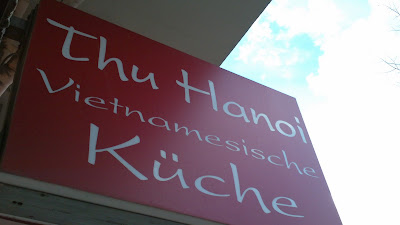 Thu Hanoi
Vietnamesische
Küche